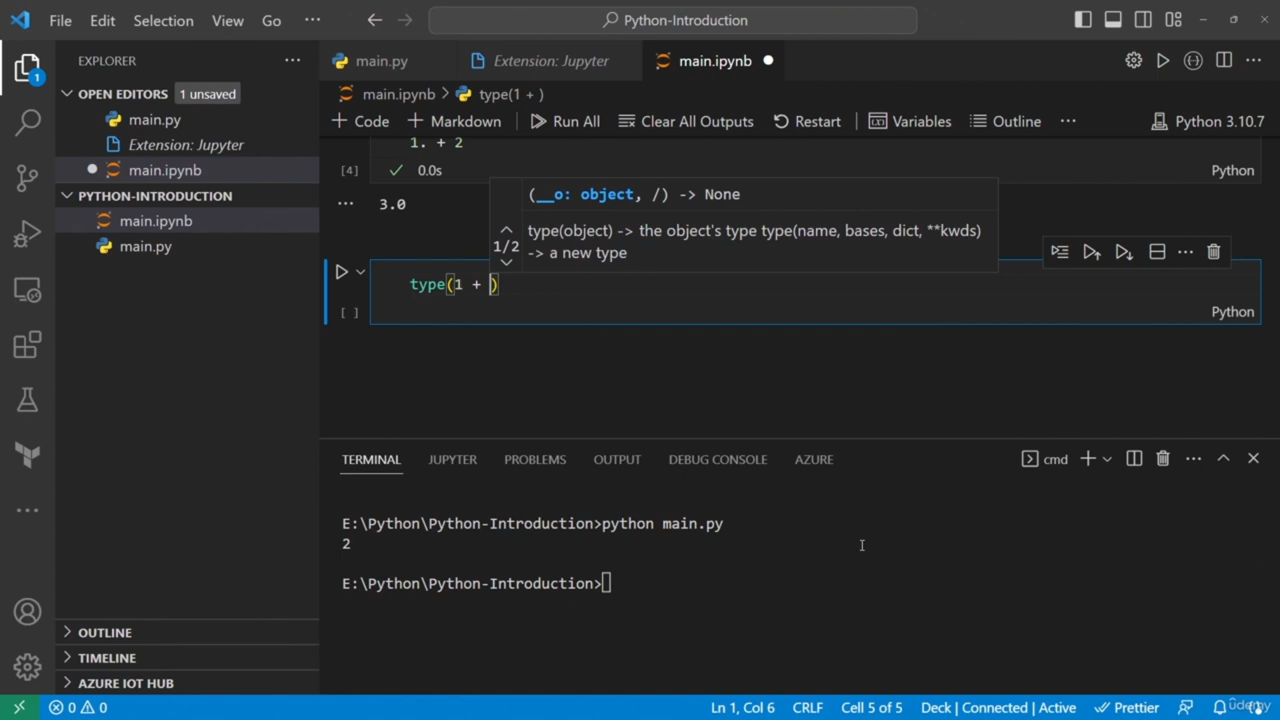 File Edit Selection View Go ··· Python-Introduction
EXPLORER ···
main.py
Extension: Jupyter
main.ipynb
OPEN EDITORS 1 unsaved
main.py
Extension: Jupyter
main.ipynb
PYTHON-INTRODUCTION
main.ipynb
main.py
OUTLINE
TIMELINE
AZURE IOT HUB
1
main.ipynb > type(1 + )
+ Code + Markdown Run All Clear All Outputs Restart Variables Outline ··· Python 3.10.7
1. + 2
[4] 0.0s Python
··· 3.0
(__o: object, /) -> None
1/2
type(object) -> the object's type type(name, bases, dict, **kwds)
-> a new type
type(1 + )
[ ] Python
TERMINAL JUPYTER PROBLEMS OUTPUT DEBUG CONSOLE AZURE cmd
E:\Python\Python-Introduction>python main.py
2
E:\Python\Python-Introduction>
0 0 Ln 1, Col 6 CRLF Cell 5 of 5 Deck | Connected | Active Prettier
udemy